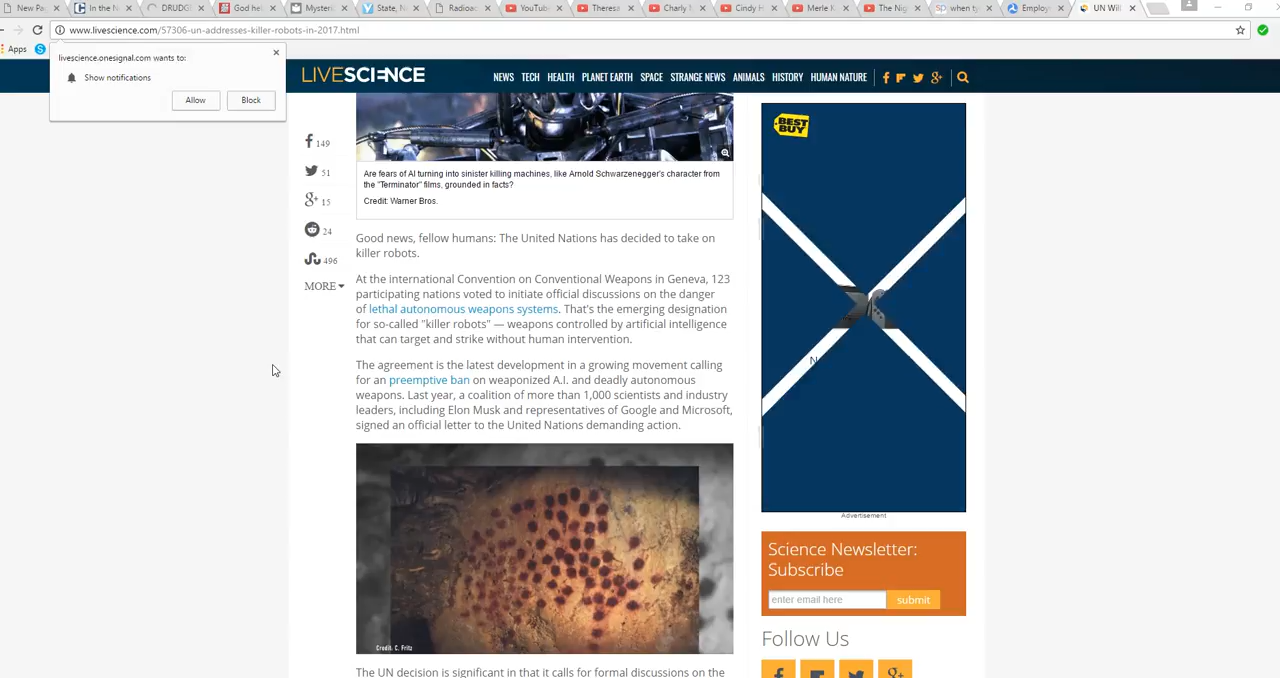 New Pa
In the N
DRUDG
God hel
Mysteri
State, N
Radioac
YouTub
Theresa
Charly M
Cindy H
Merle K
The Nig
when ty
Employ
UN Will
www.livescience.com/57306-un-addresses-killer-robots-in-2017.html
Apps
livescience.onesignal.com wants to:
Show notifications
Allow
Block
LIVESCIENCE
NEWS TECH HEALTH PLANET EARTH SPACE STRANGE NEWS ANIMALS HISTORY HUMAN NATURE
149
51
15
24
496
MORE
Are fears of AI turning into sinister killing machines, like Arnold Schwarzenegger's character from
the "Terminator" films, grounded in facts?
Credit: Warner Bros.
Good news, fellow humans: The United Nations has decided to take on
killer robots.
At the international Convention on Conventional Weapons in Geneva, 123
participating nations voted to initiate official discussions on the danger
of lethal autonomous weapons systems. That's the emerging designation
for so-called "killer robots" — weapons controlled by artificial intelligence
that can target and strike without human intervention.
The agreement is the latest development in a growing movement calling
for an preemptive ban on weaponized A.I. and deadly autonomous
weapons. Last year, a coalition of more than 1,000 scientists and industry
leaders, including Elon Musk and representatives of Google and Microsoft,
signed an official letter to the United Nations demanding action.
Credit: C. Fritz
The UN decision is significant in that it calls for formal discussions on the
BEST BUY
N
Advertisement
Science Newsletter:
Subscribe
enter email here
submit
Follow Us